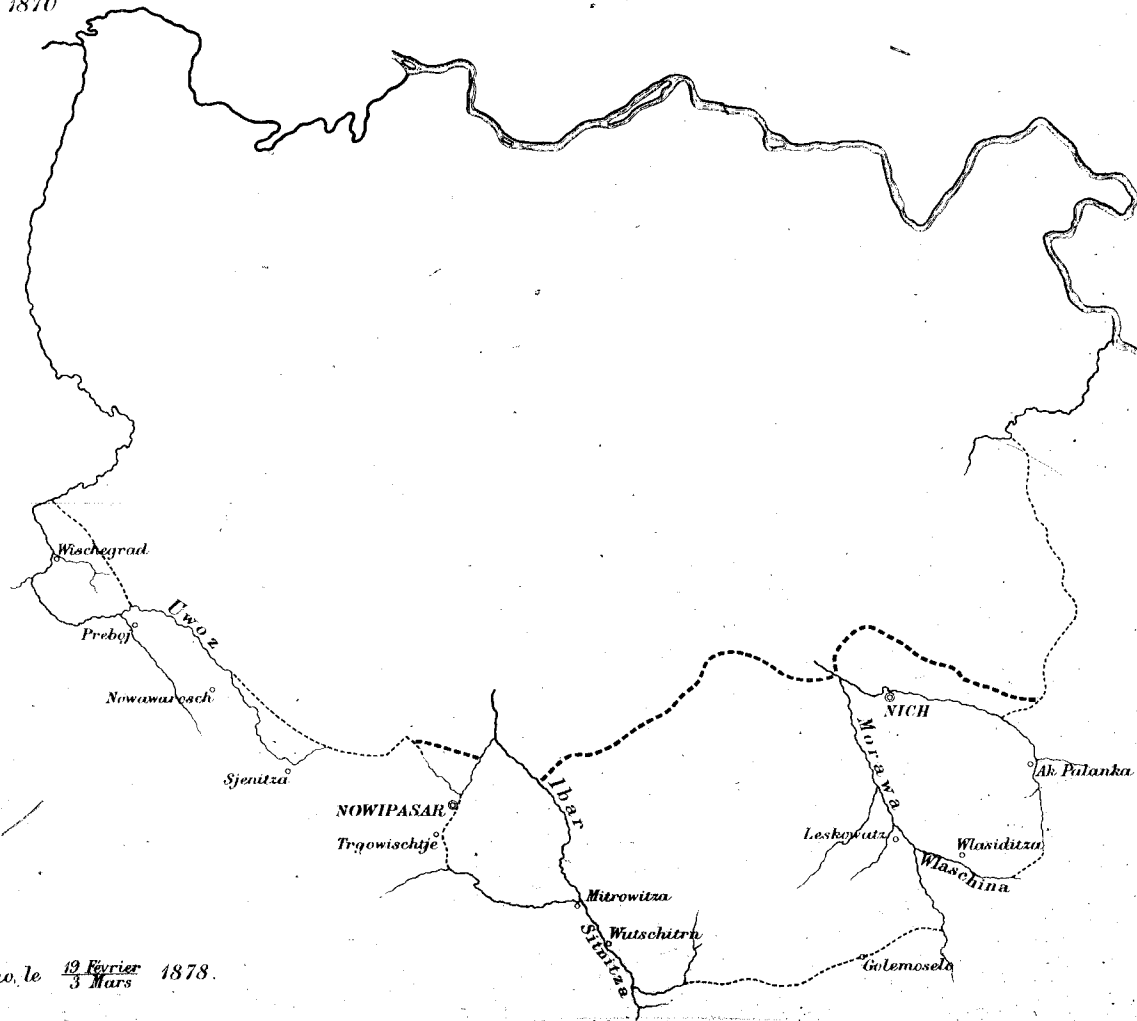 1870
Wischegrad
Uwoz
Preboj
Nowawarosch
NICH
Morawa
Sjenitza
Ak Palanka
Ibar
NOWIPASAR
Trgowischtje
Leskowatz
Wlasiditza
Wlaschina
Mitrowitza
Sitnitza
Wutschitrn
Golemoselo
le 19 Février 1878.
3 Mars